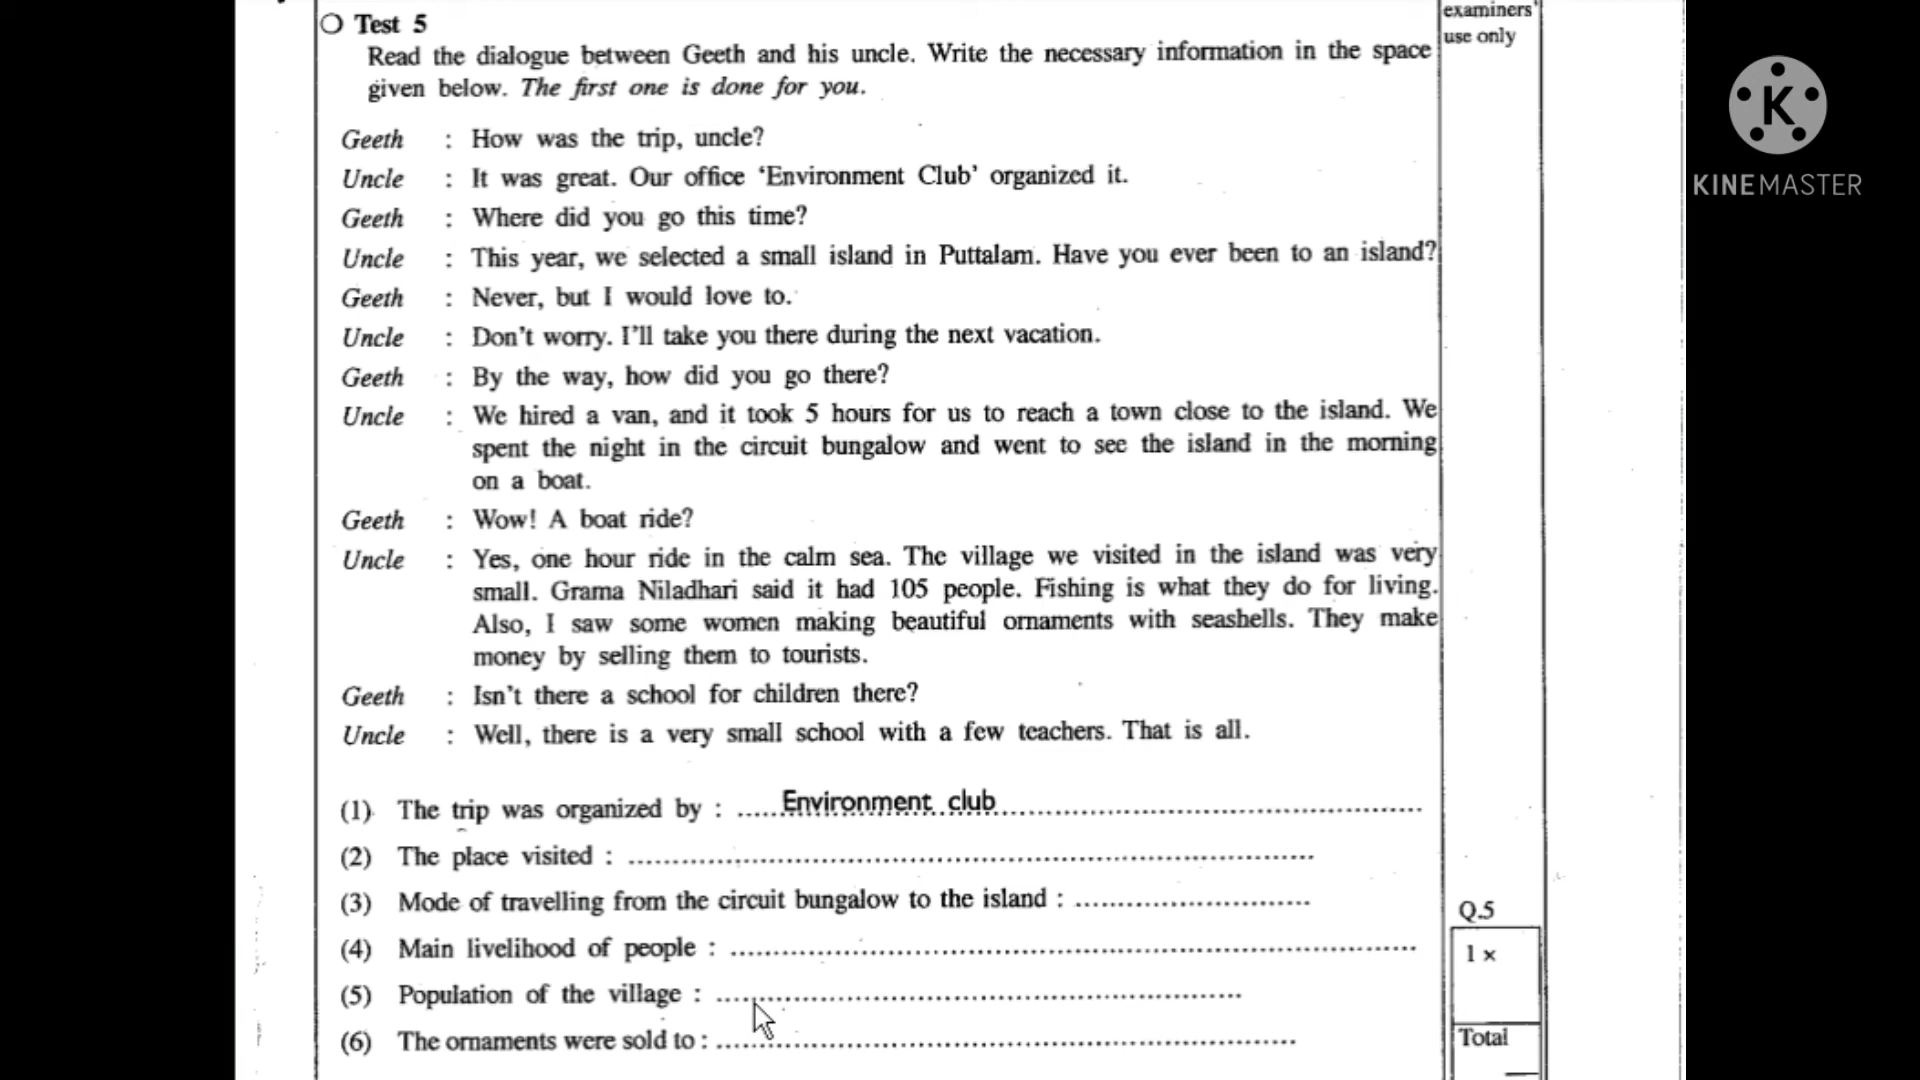 examiners'
use only
○ Test 5
Read the dialogue between Geeth and his uncle. Write the necessary information in the space
given below. The first one is done for you.
Geeth : How was the trip, uncle?
Uncle : It was great. Our office ‘Environment Club’ organized it.
Geeth : Where did you go this time?
Uncle : This year, we selected a small island in Puttalam. Have you ever been to an island?
Geeth : Never, but I would love to.
Uncle : Don’t worry. I’ll take you there during the next vacation.
Geeth : By the way, how did you go there?
Uncle : We hired a van, and it took 5 hours for us to reach a town close to the island. We
spent the night in the circuit bungalow and went to see the island in the morning
on a boat.
Geeth : Wow! A boat ride?
Uncle : Yes, one hour ride in the calm sea. The village we visited in the island was very
small. Grama Niladhari said it had 105 people. Fishing is what they do for living.
Also, I saw some women making beautiful ornaments with seashells. They make
money by selling them to tourists.
Geeth : Isn’t there a school for children there?
Uncle : Well, there is a very small school with a few teachers. That is all.
(1) The trip was organized by : .....Environment club..........
(2) The place visited : ..........
(3) Mode of travelling from the circuit bungalow to the island : ..........
(4) Main livelihood of people : ..........
(5) Population of the village : ..........
(6) The ornaments were sold to : ..........
Q.5
1 ×
Total
K
KINEMASTER